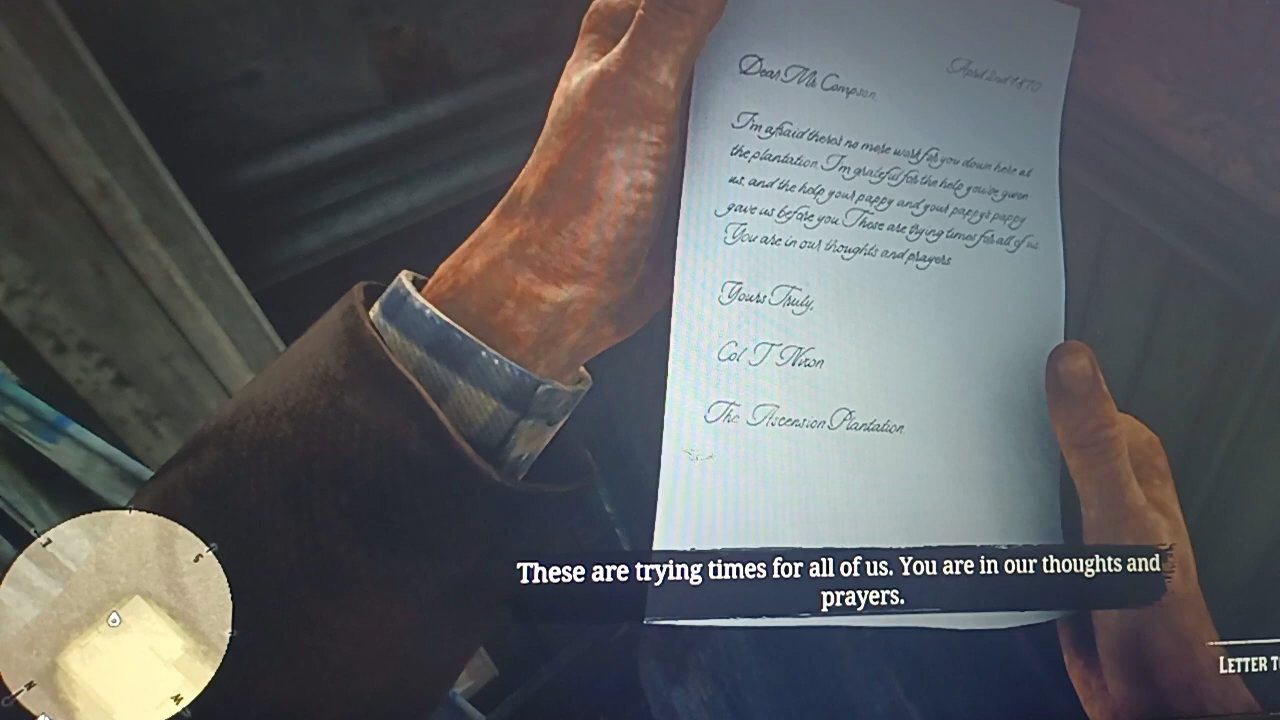 April 2nd 1870
Dear Mr Compson,
I'm afraid there's no more work for you down here at
the plantation. I'm grateful for the help you've given
us, and the help your pappy and your pappy's pappy
gave us before you. These are trying times for all of us.
You are in our thoughts and prayers.
Yours Truly,
Col T Nixon
The Ascension Plantation
These are trying times for all of us. You are in our thoughts and
prayers.
LETTER
E
S
N
W